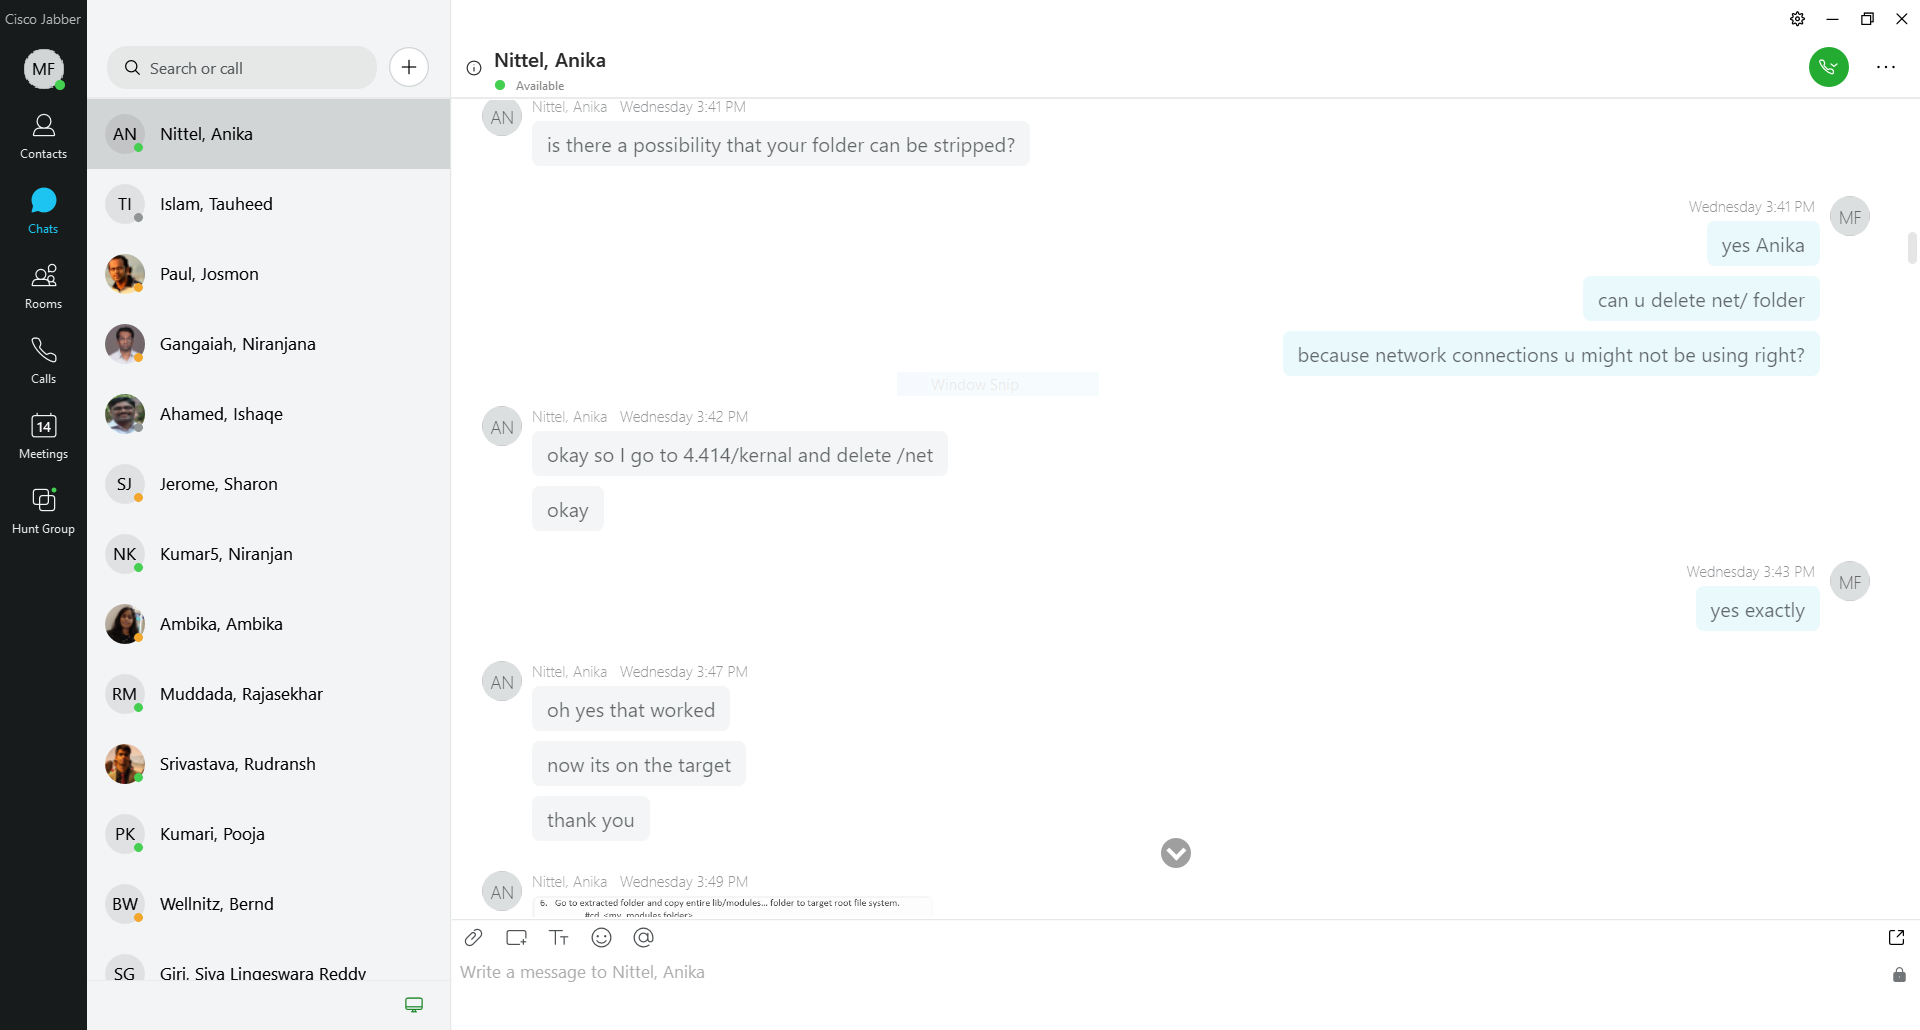 Cisco Jabber
MF
Contacts
Chats
Rooms
Calls
14
Meetings
Hunt Group
Search or call
AN
Nittel, Anika
TI
Islam, Tauheed
Paul, Josmon
Gangaiah, Niranjana
Ahamed, Ishaqe
SJ
Jerome, Sharon
NK
Kumar5, Niranjan
Ambika, Ambika
RM
Muddada, Rajasekhar
Srivastava, Rudransh
PK
Kumari, Pooja
BW
Wellnitz, Bernd
SG
Giri, Siva Lingeswara Reddy
Nittel, Anika
Available
AN
Nittel, Anika Wednesday 3:41 PM
is there a possibility that your folder can be stripped?
Wednesday 3:41 PM
MF
yes Anika
can u delete net/ folder
because network connections u might not be using right?
Window Snip
AN
Nittel, Anika Wednesday 3:42 PM
okay so I go to 4.414/kernal and delete /net
okay
Wednesday 3:43 PM
MF
yes exactly
AN
Nittel, Anika Wednesday 3:47 PM
oh yes that worked
now its on the target
thank you
AN
Nittel, Anika Wednesday 3:49 PM
6. Go to extracted folder and copy entire lib/modules... folder to target root file system.
#cd <my_modules folder>
Write a message to Nittel, Anika